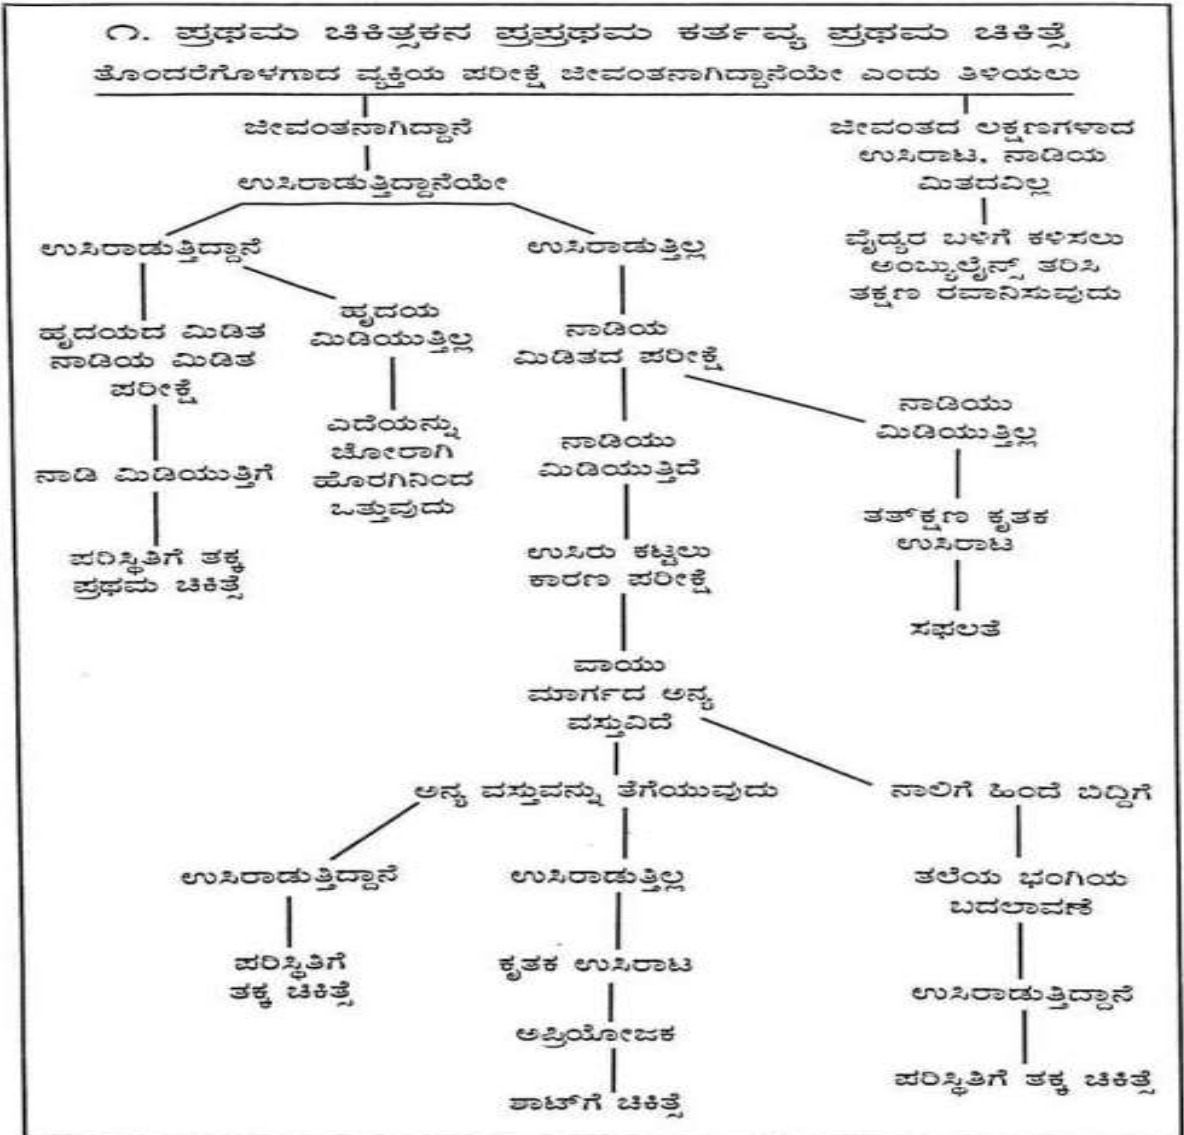 ೧. ಪ್ರಥಮ ಚಿಕಿತ್ಸಕನ ಪ್ರಪ್ರಥಮ ಕರ್ತವ್ಯ ಪ್ರಥಮ ಚಿಕಿತ್ಸೆ
ತೊಂದರೆಗೊಳಗಾದ ವ್ಯಕ್ತಿಯ ಪರೀಕ್ಷೆ ಜೀವಂತನಾಗಿದ್ದಾನೆಯೇ ಎಂದು ತಿಳಿಯಲು
ಜೀವಂತನಾಗಿದ್ದಾನೆ
ಉಸಿರಾಡುತ್ತಿದ್ದಾನೆಯೇ
ಜೀವಂತದ ಲಕ್ಷಣಗಳಾದ
ಉಸಿರಾಟ, ನಾಡಿಯ
ಮಿತದವಿಲ್ಲ
ವೈದ್ಯರ ಬಳಿಗೆ ಕಳಿಸಲು
ಅಂಬ್ಯುಲೈನ್ಸ್ ತರಿಸಿ
ತಕ್ಷಣ ರವಾನಿಸುವುದು
ಉಸಿರಾಡುತ್ತಿದ್ದಾನೆ
ಹೃದಯದ ಮಿಡಿತ
ನಾಡಿಯ ಮಿಡಿತ
ಪರೀಕ್ಷೆ
ನಾಡಿ ಮಿಡಿಯುತ್ತಿಗೆ
ಪರಿಸ್ಥಿತಿಗೆ ತಕ್ಕ
ಪ್ರಥಮ ಚಿಕಿತ್ಸೆ
ಹೃದಯ
ಮಿಡಿಯುತ್ತಿಲ್ಲ
ಎದೆಯನ್ನು
ಚೋರಾಗಿ
ಹೊರಗಿನಿಂದ
ಒತ್ತುವುದು
ಉಸಿರಾಡುತ್ತಿಲ್ಲ
ನಾಡಿಯ
ಮಿಡಿತದ ಪರೀಕ್ಷೆ
ನಾಡಿಯು
ಮಿಡಿಯುತ್ತಿದೆ
ಉಸಿರು ಕಟ್ಟಲು
ಕಾರಣ ಪರೀಕ್ಷೆ
ನಾಡಿಯು
ಮಿಡಿಯುತ್ತಿಲ್ಲ
ತತ್‌ಕ್ಷಣ ಕೃತಕ
ಉಸಿರಾಟ
ಸಫಲತೆ
ವಾಯು
ಮಾರ್ಗದ ಅನ್ಯ
ವಸ್ತುವಿದೆ
ಅನ್ಯ ವಸ್ತುವನ್ನು ತೆಗೆಯುವುದು
ನಾಲಿಗೆ ಹಿಂದೆ ಬಿದ್ದಿಗೆ
ಉಸಿರಾಡುತ್ತಿದ್ದಾನೆ
ಪರಿಸ್ಥಿತಿಗೆ
ತಕ್ಕ ಚಿಕಿತ್ಸೆ
ಉಸಿರಾಡುತ್ತಿಲ್ಲ
ಕೃತಕ ಉಸಿರಾಟ
ಅಪ್ರಿಯೋಜಕ
ಶಾಟ್‌ಗೆ ಚಿಕಿತ್ಸೆ
ತಲೆಯ ಭಂಗಿಯ
ಬದಲಾವಣೆ
ಉಸಿರಾಡುತ್ತಿದ್ದಾನೆ
ಪರಿಸ್ಥಿತಿಗೆ ತಕ್ಕ ಚಿಕಿತ್ಸೆ